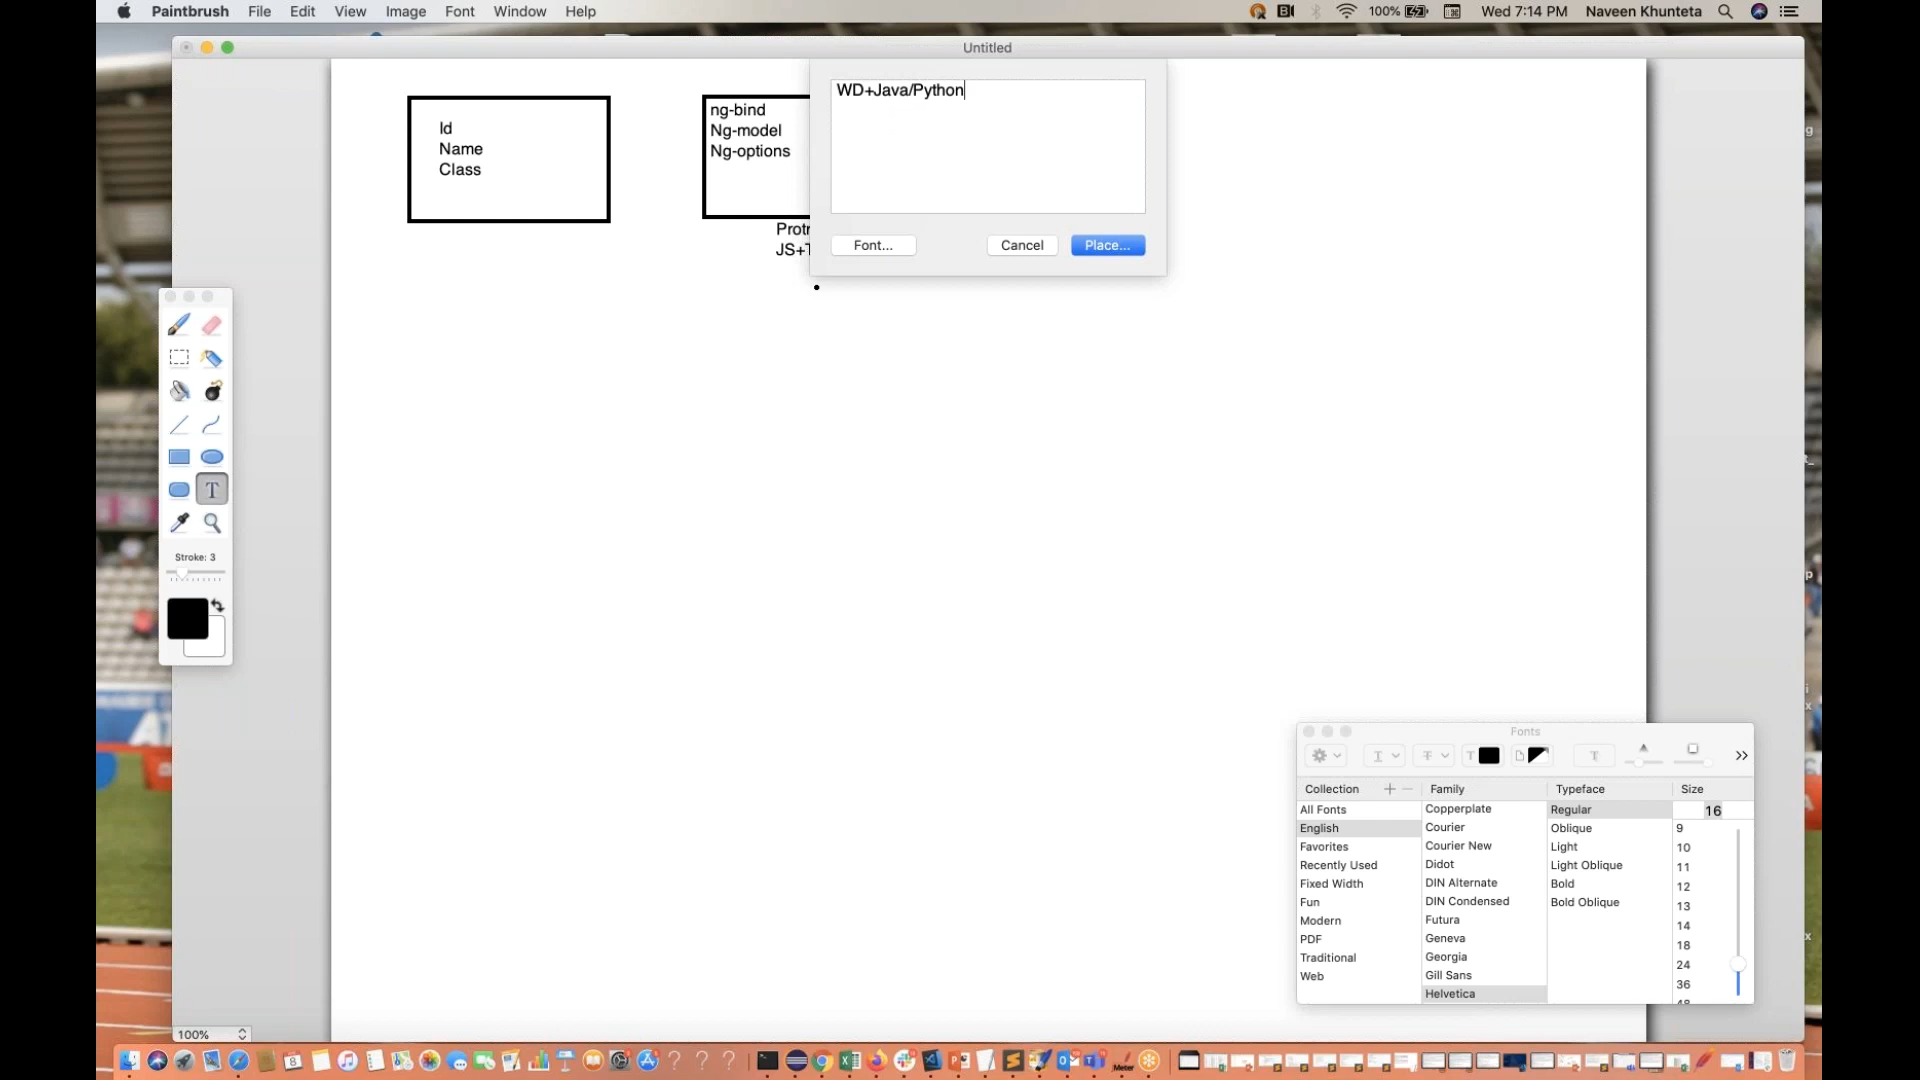 Paintbrush File Edit View Image Font Window Help
100% Wed 7:14 PM Naveen Khunteta
Untitled
WD+Java/Python
Id
Name
Class
ng-bind
Ng-model
Ng-options
Font... Cancel Place...
Protr
JS+T
Stroke: 3
Fonts
Collection Family Typeface Size
All Fonts Copperplate Regular 16
English Courier Oblique 9
Favorites Courier New Light 10
Recently Used Didot Light Oblique 11
Fixed Width DIN Alternate Bold 12
Fun DIN Condensed Bold Oblique 13
Modern Futura 14
PDF Geneva 18
Traditional Georgia 24
Web Gill Sans 36
Helvetica 48
100%